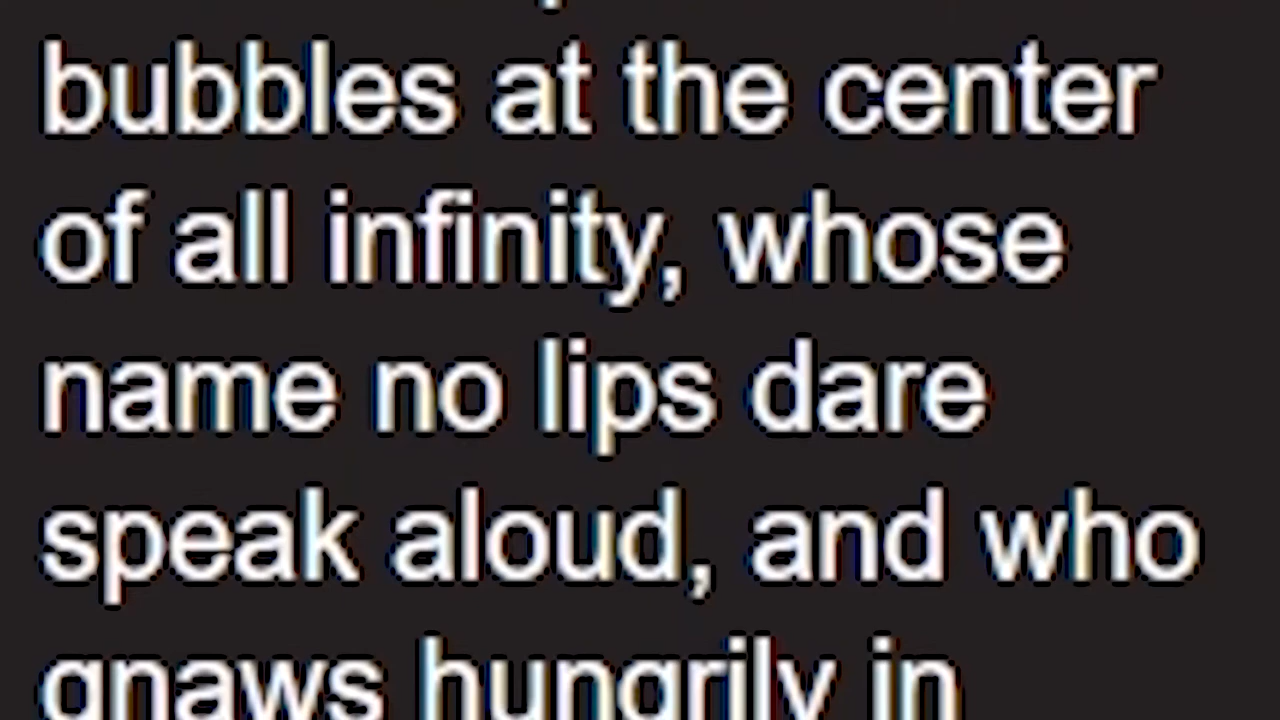 bubbles at the center
of all infinity, whose
name no lips dare
speak aloud, and who
gnaws hungrily in